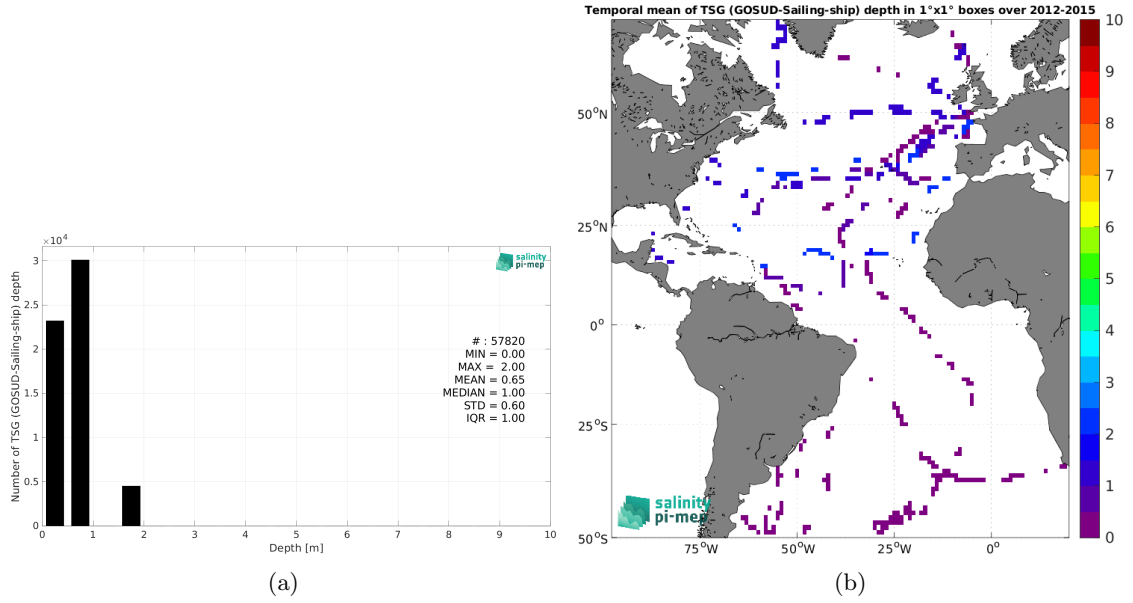 Temporal mean of TSG (GOSUD-Sailing-ship) depth in 1°x1° boxes over 2012-2015
×10⁴
3
2.5
2
1.5
1
0.5
0
Number of TSG (GOSUD-Sailing-ship) depth
salinity
pi-mep
# : 57820
MIN = 0.00
MAX = 2.00
MEAN = 0.65
MEDIAN = 1.00
STD = 0.60
IQR = 1.00
0 1 2 3 4 5 6 7 8 9 10
Depth [m]
(a)
50°N
25°N
0°
25°S
50°S
75°W 50°W 25°W 0°
salinity
pi-mep
10
9
8
7
6
5
4
3
2
1
0
(b)